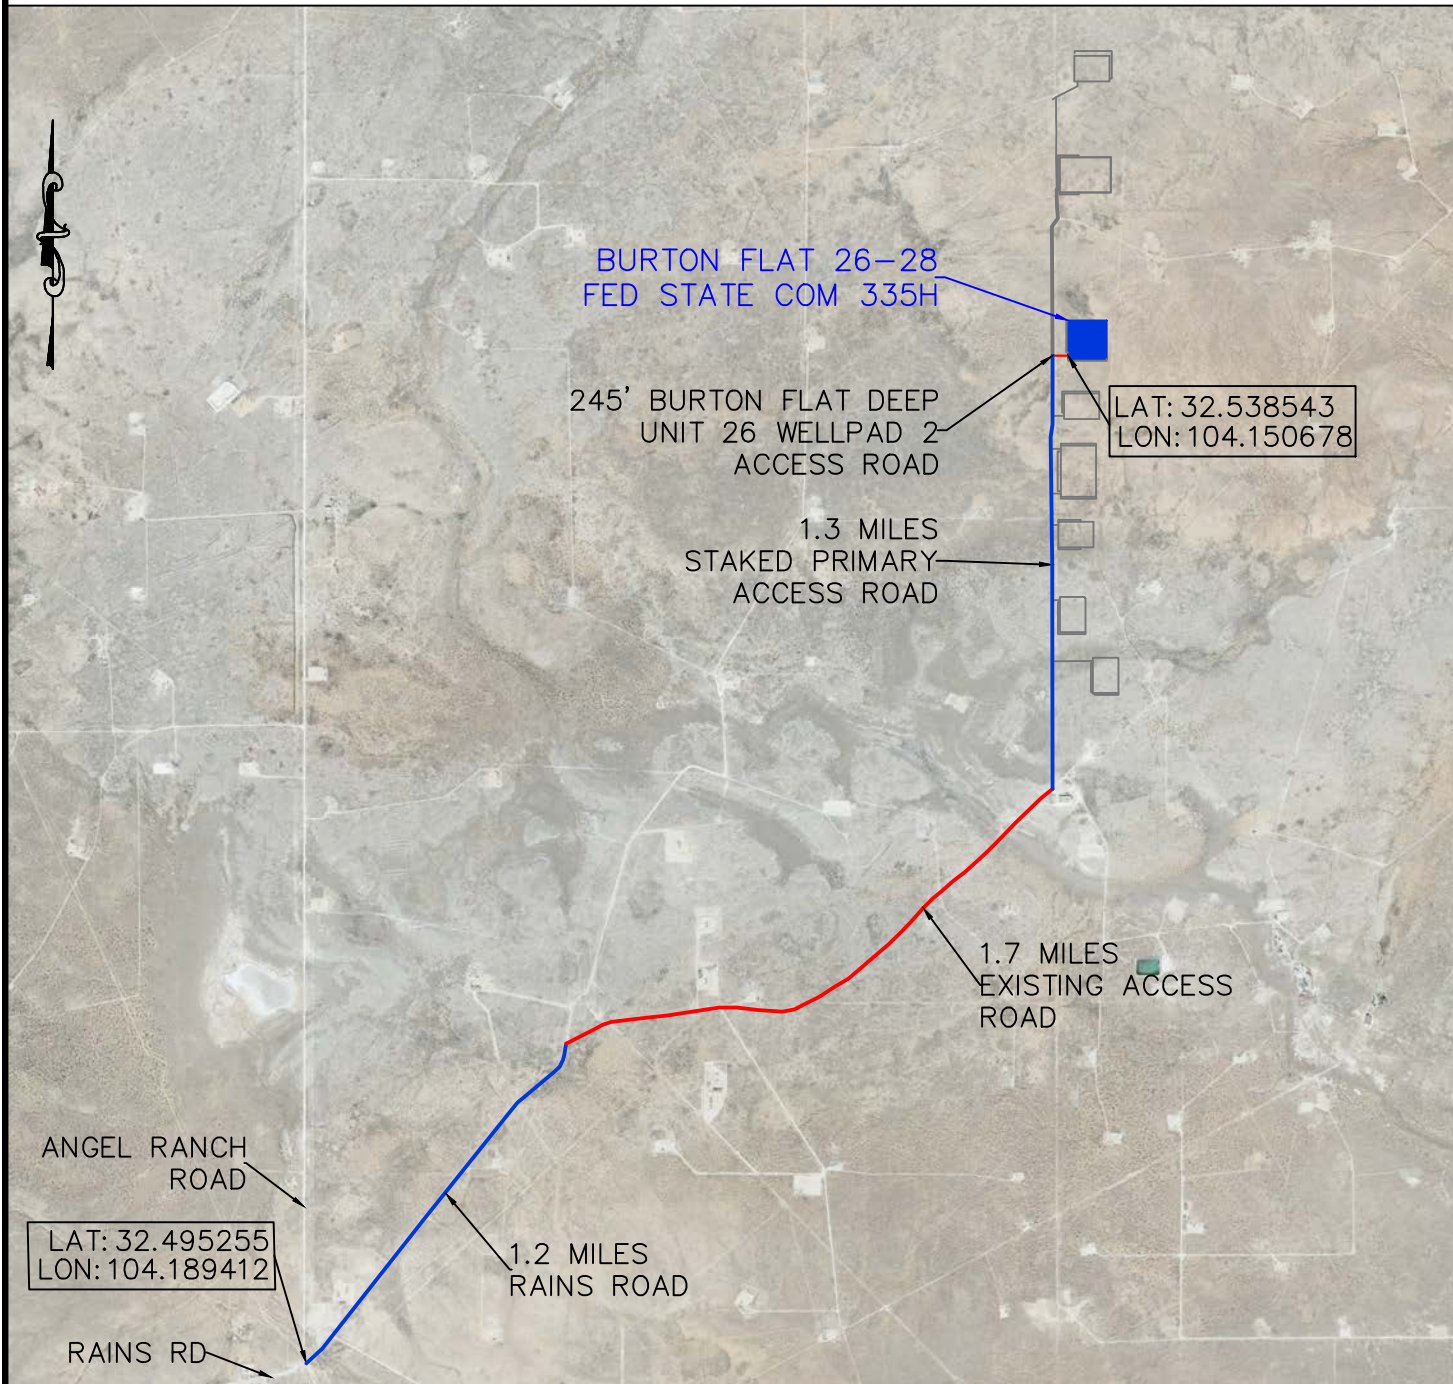 BURTON FLAT 26-28
FED STATE COM 335H
245' BURTON FLAT DEEP
UNIT 26 WELLPAD 2
ACCESS ROAD
LAT: 32.538543
LON: 104.150678
1.3 MILES
STAKED PRIMARY
ACCESS ROAD
1.7 MILES
EXISTING ACCESS
ROAD
ANGEL RANCH
ROAD
LAT: 32.495255
LON: 104.189412
1.2 MILES
RAINS ROAD
RAINS RD